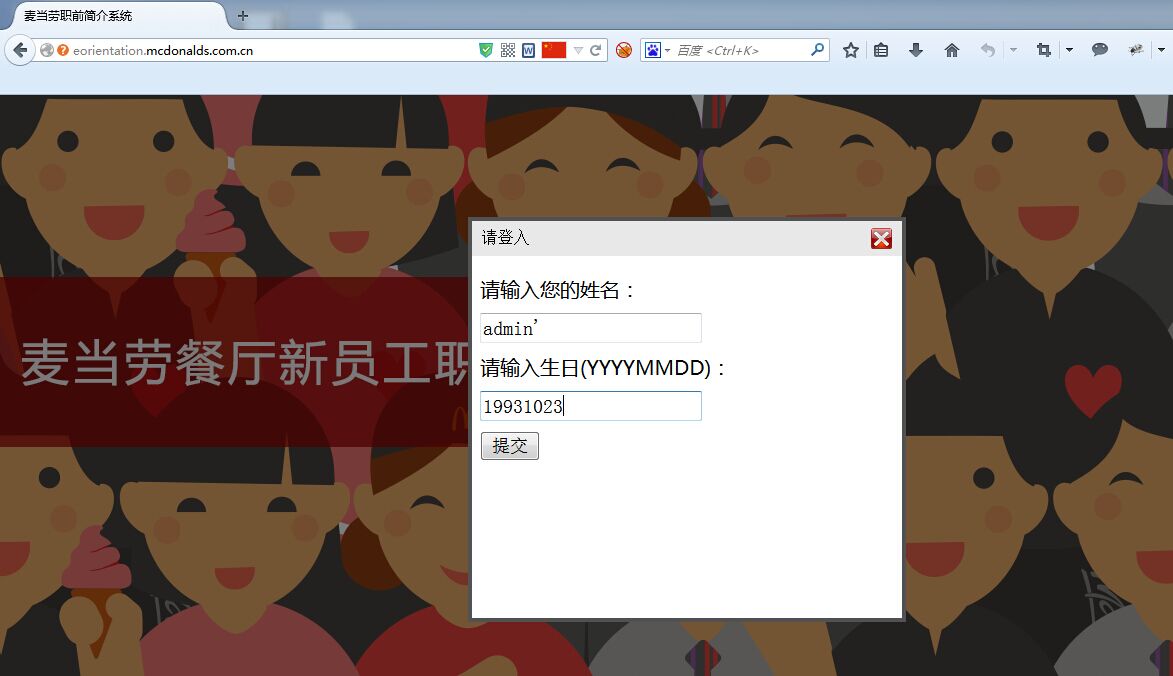 麦当劳职前简介系统
eorientation.mcdonalds.com.cn
百度 <Ctrl+K>
请登入
请输入您的姓名：
admin'
请输入生日(YYYYMMDD)：
19931023
提交
麦当劳餐厅新员工职